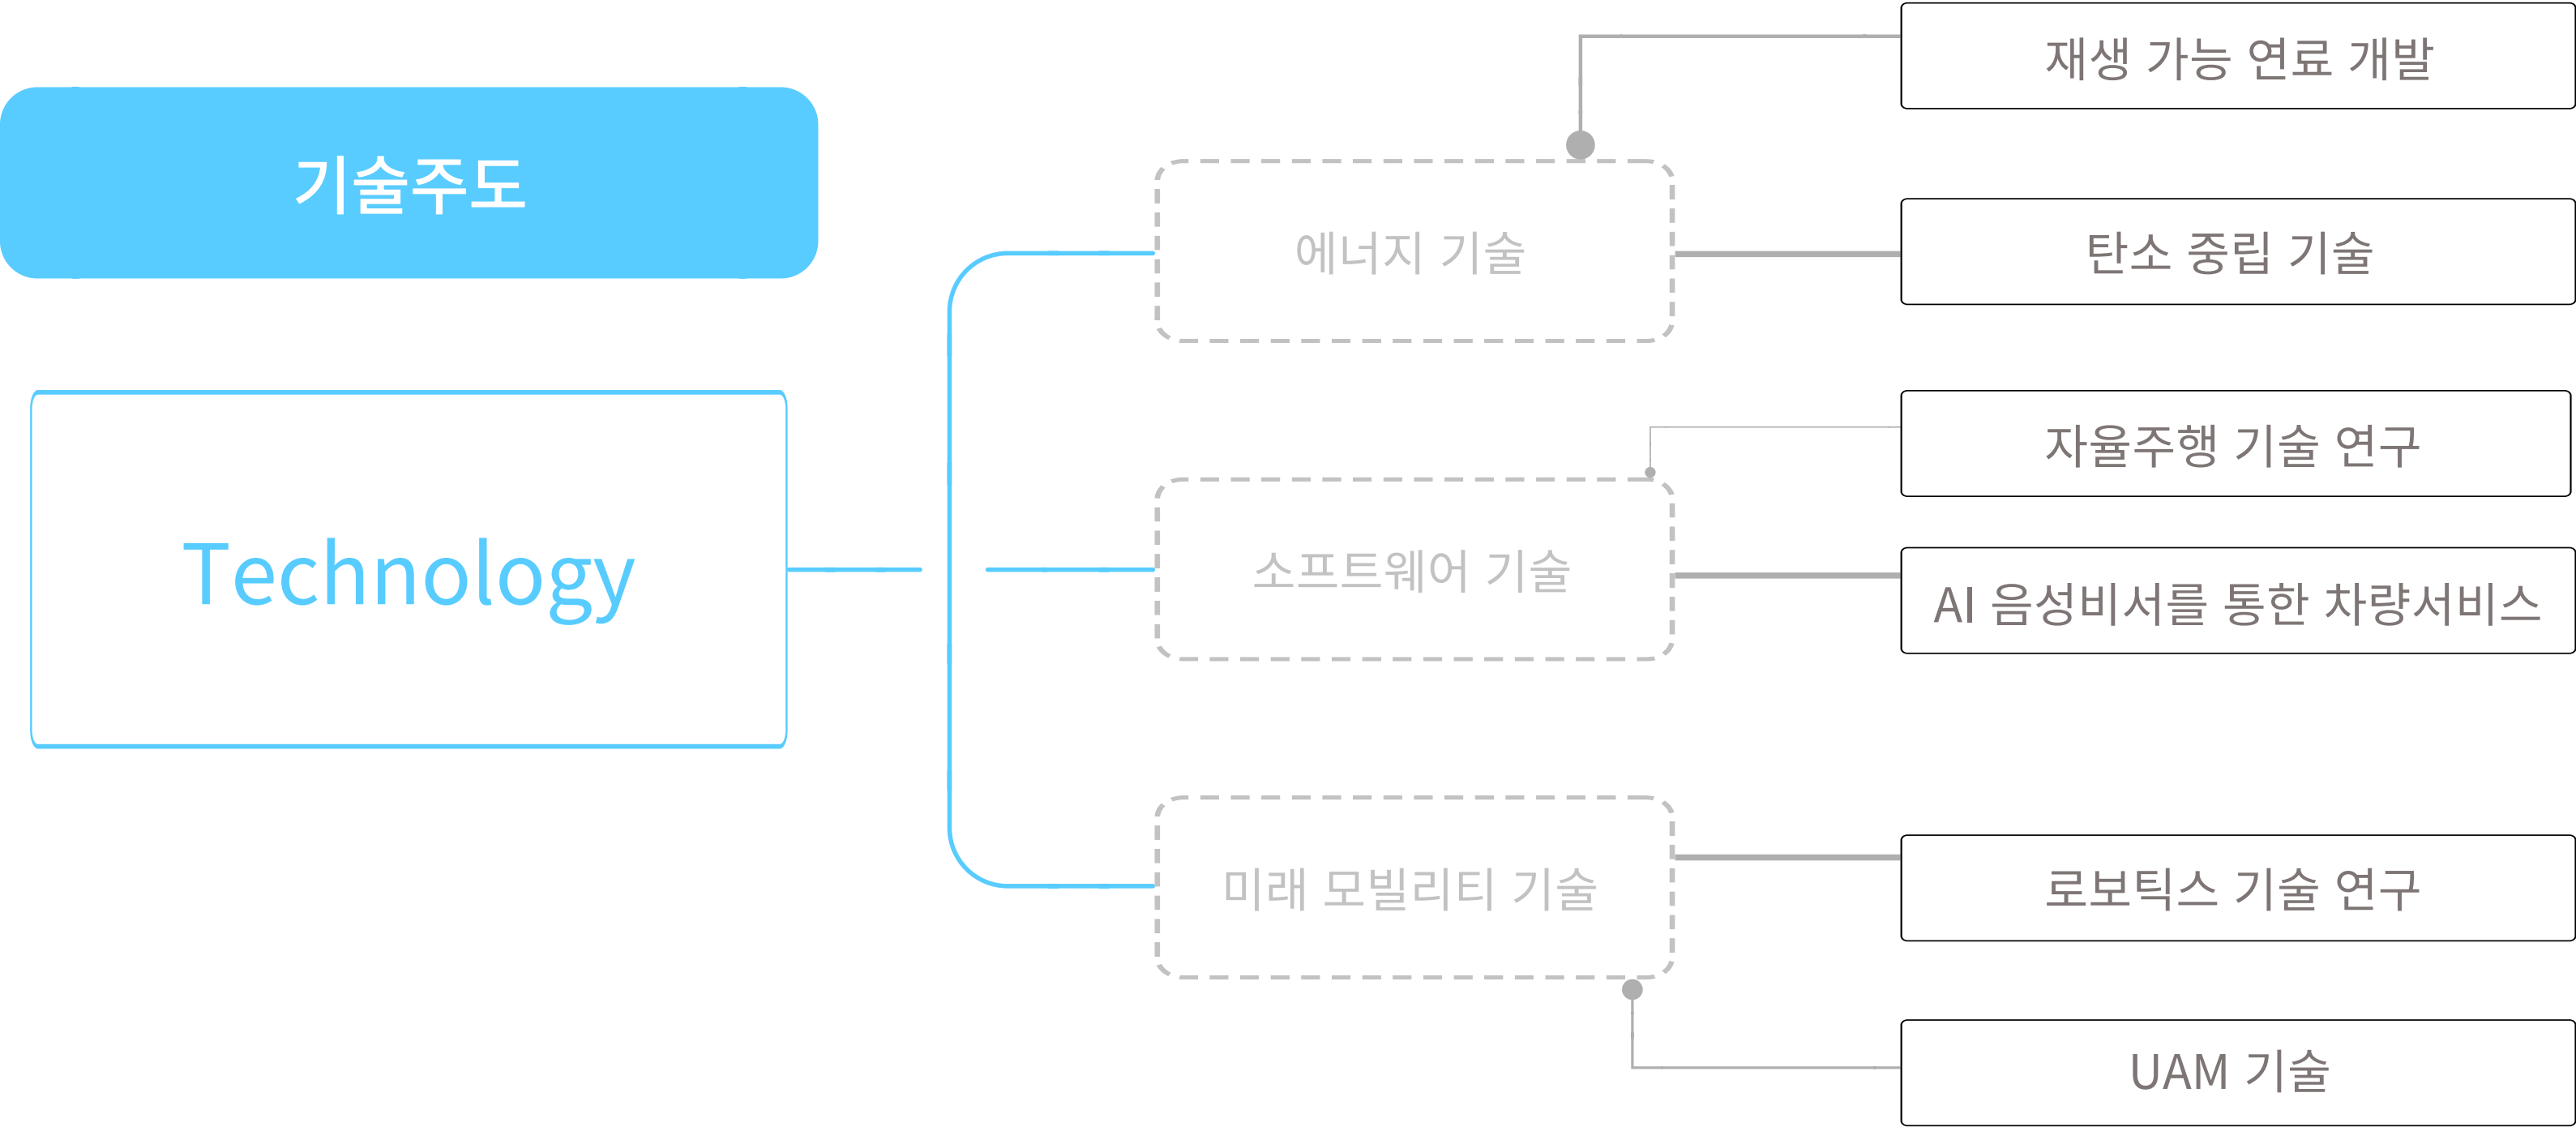 기술주도
Technology
에너지 기술
재생 가능 연료 개발
탄소 중립 기술
소프트웨어 기술
자율주행 기술 연구
AI 음성비서를 통한 차량서비스
미래 모빌리티 기술
로보틱스 기술 연구
UAM 기술